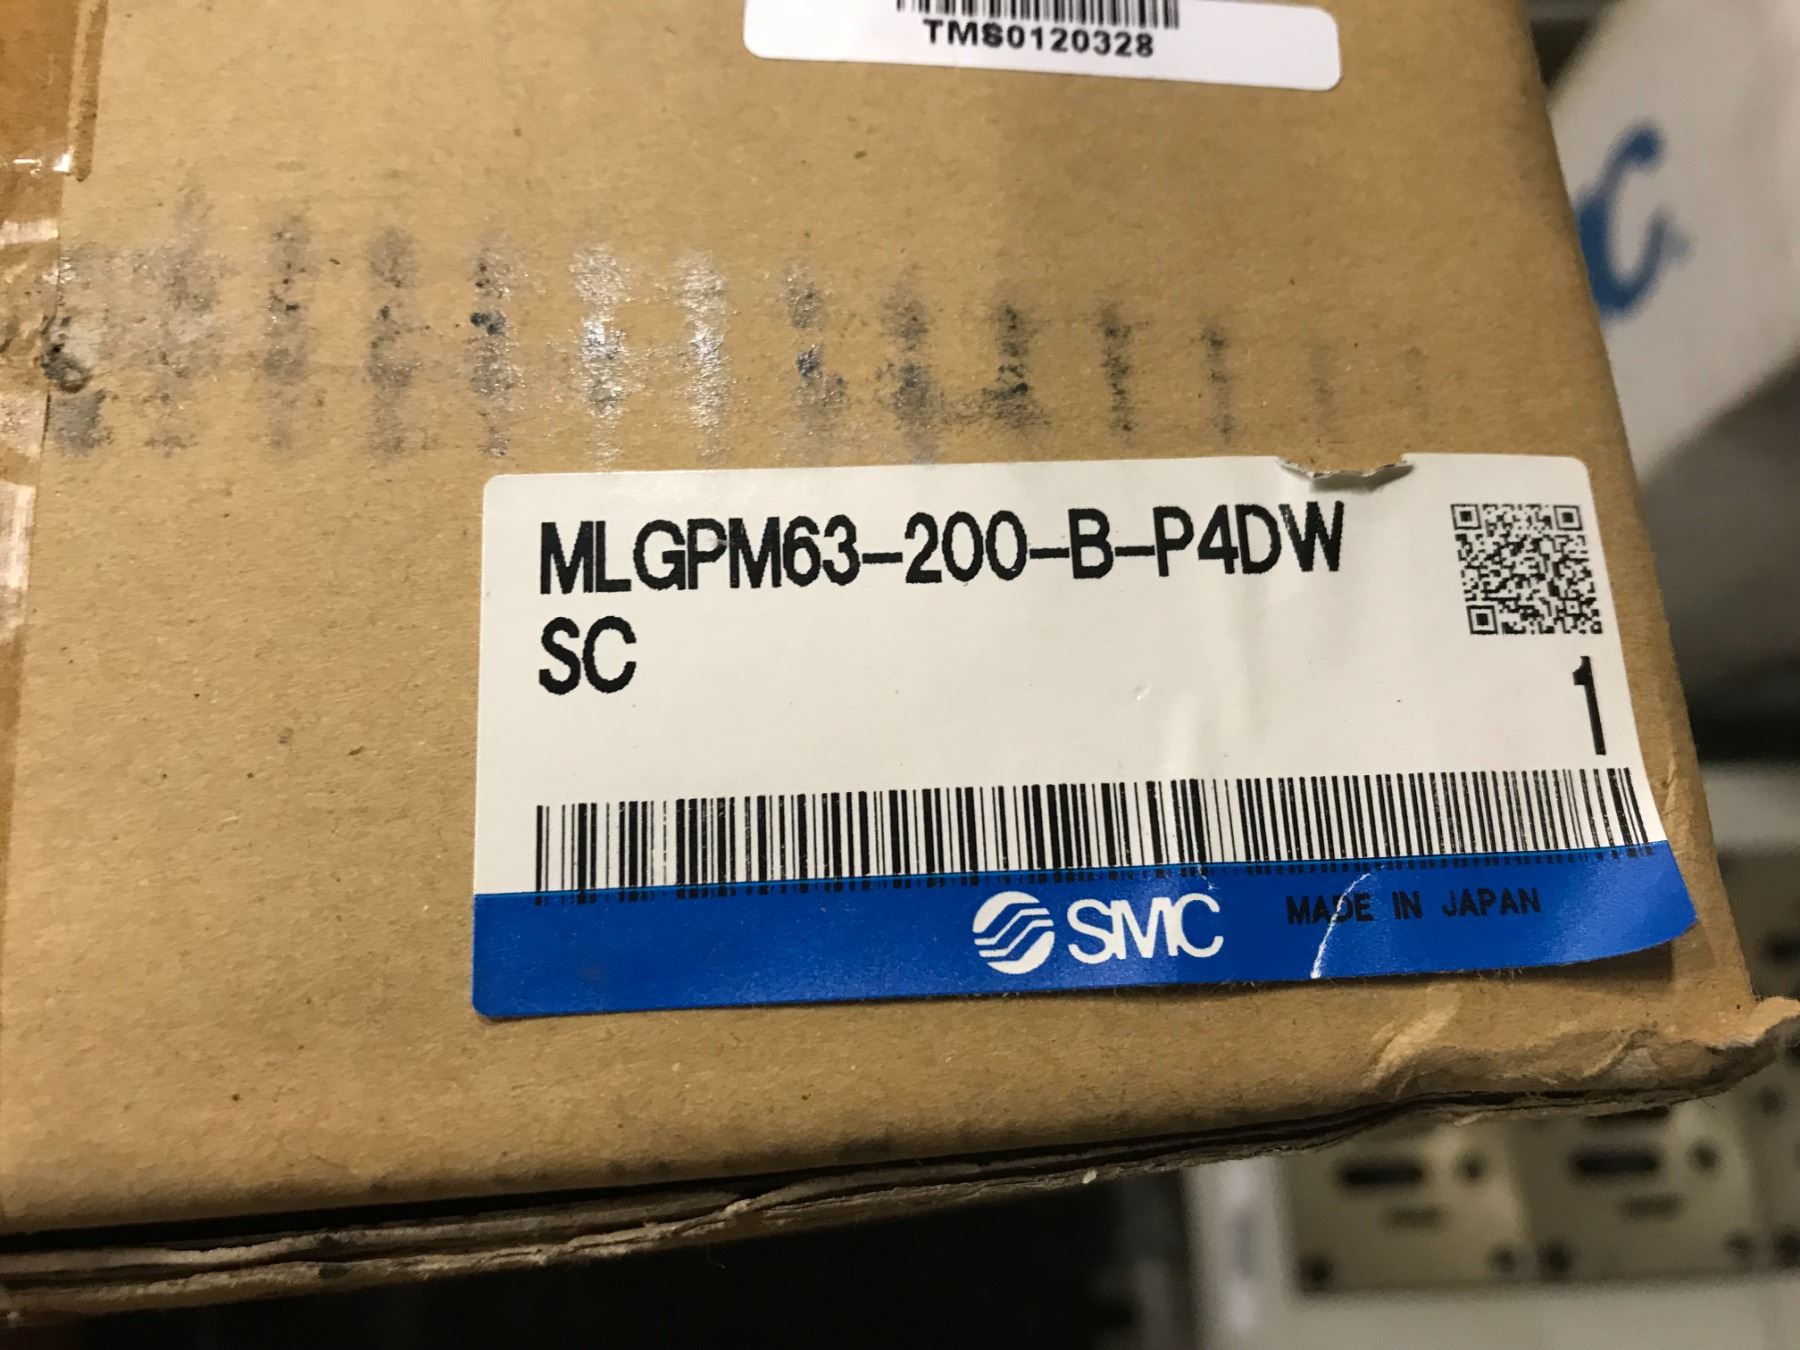 TMS0120328
C
MLGPM63-200-B-P4DW
SC
1
SMC
MADE IN JAPAN